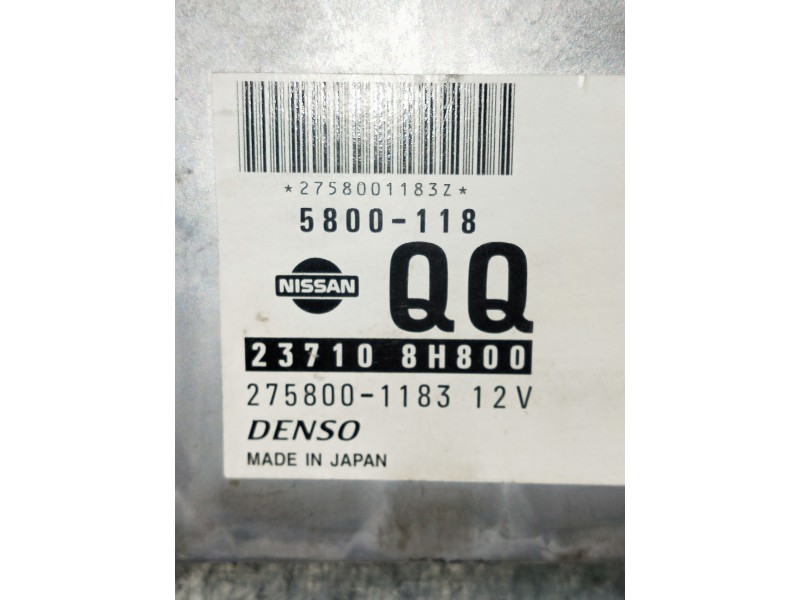 *2758001183Z*
5800-118
NISSAN QQ
23710 8H800
275800-1183 12V
DENSO
MADE IN JAPAN